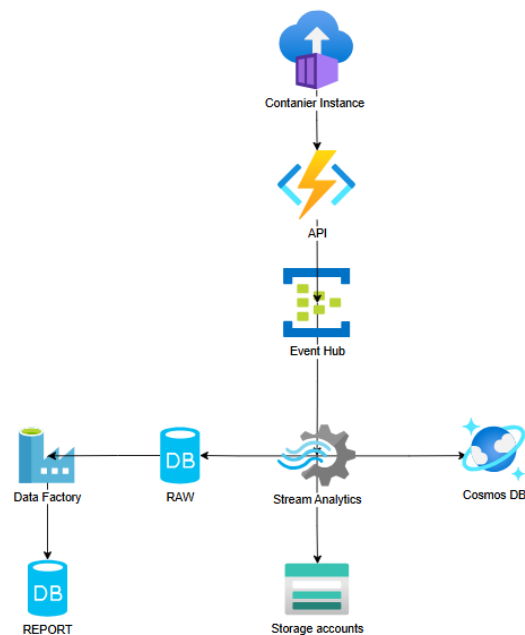 Contanier Instance
API
Event Hub
DB
Data Factory
RAW
Stream Analytics
Cosmos DB
DB
REPORT
Storage accounts